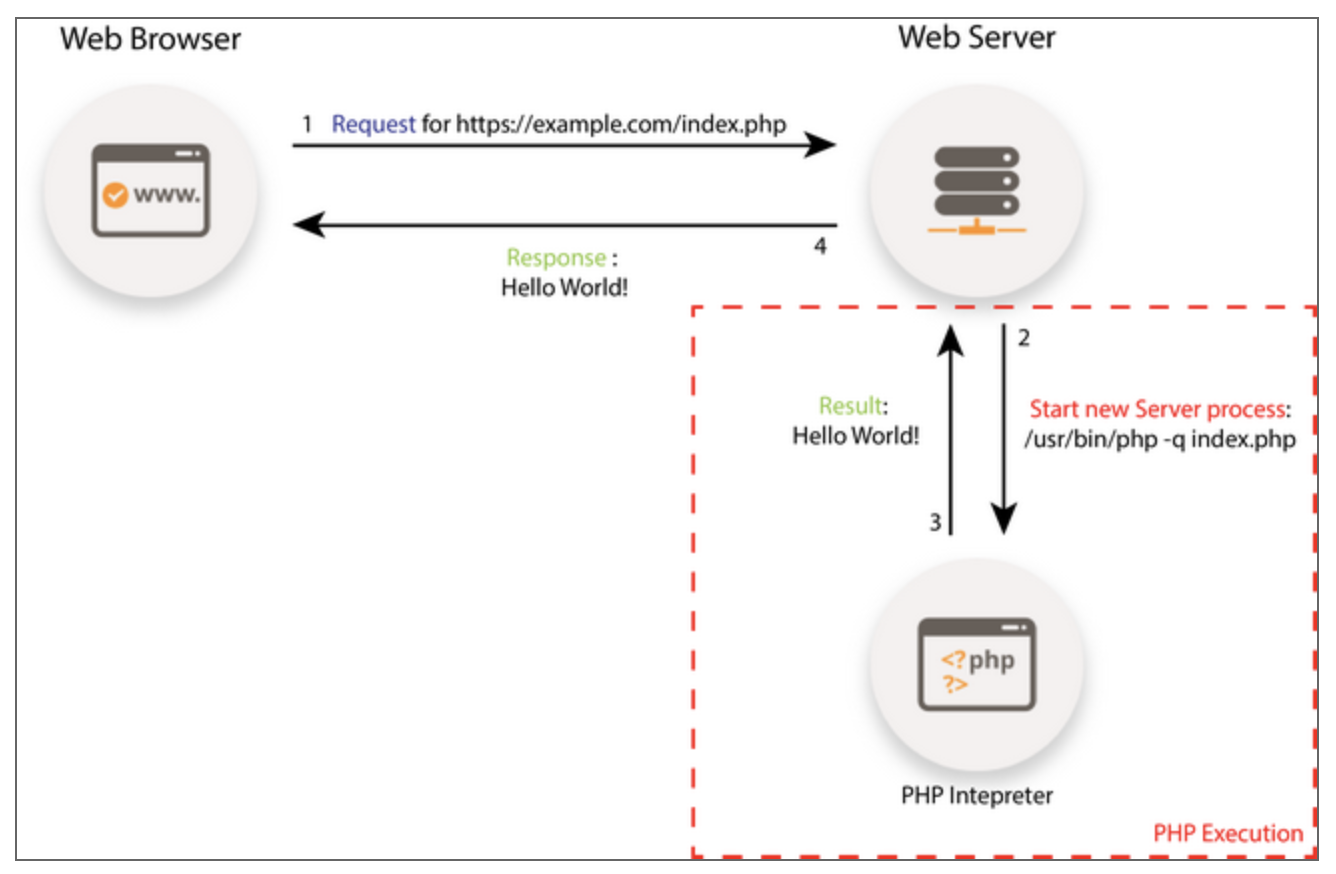 Web Browser
Web Server
1 Request for https://example.com/index.php
www.
4
Response :
Hello World!
2
Result:
Hello World!
Start new Server process:
/usr/bin/php -q index.php
3
<?php
?>
PHP Intepreter
PHP Execution